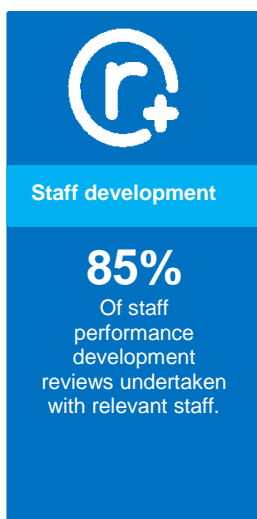 r+
Staff development
85%
Of staff
performance
development
reviews undertaken
with relevant staff.